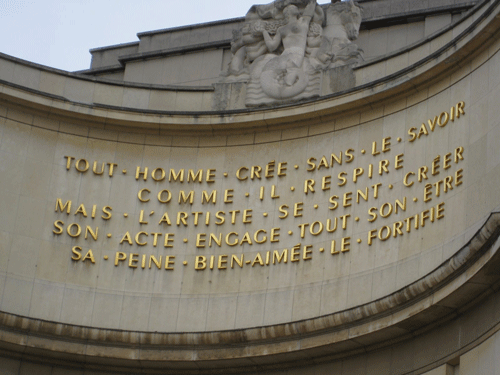 TOUT · HOMME · CRÉE · SANS · LE · SAVOIR
COMME · IL · RESPIRE
MAIS · L'ARTISTE · SE · SENT · CRÉER
SON · ACTE · ENGAGE · TOUT · SON · ÊTRE
SA · PEINE · BIEN-AIMÉE · LE · FORTIFIE